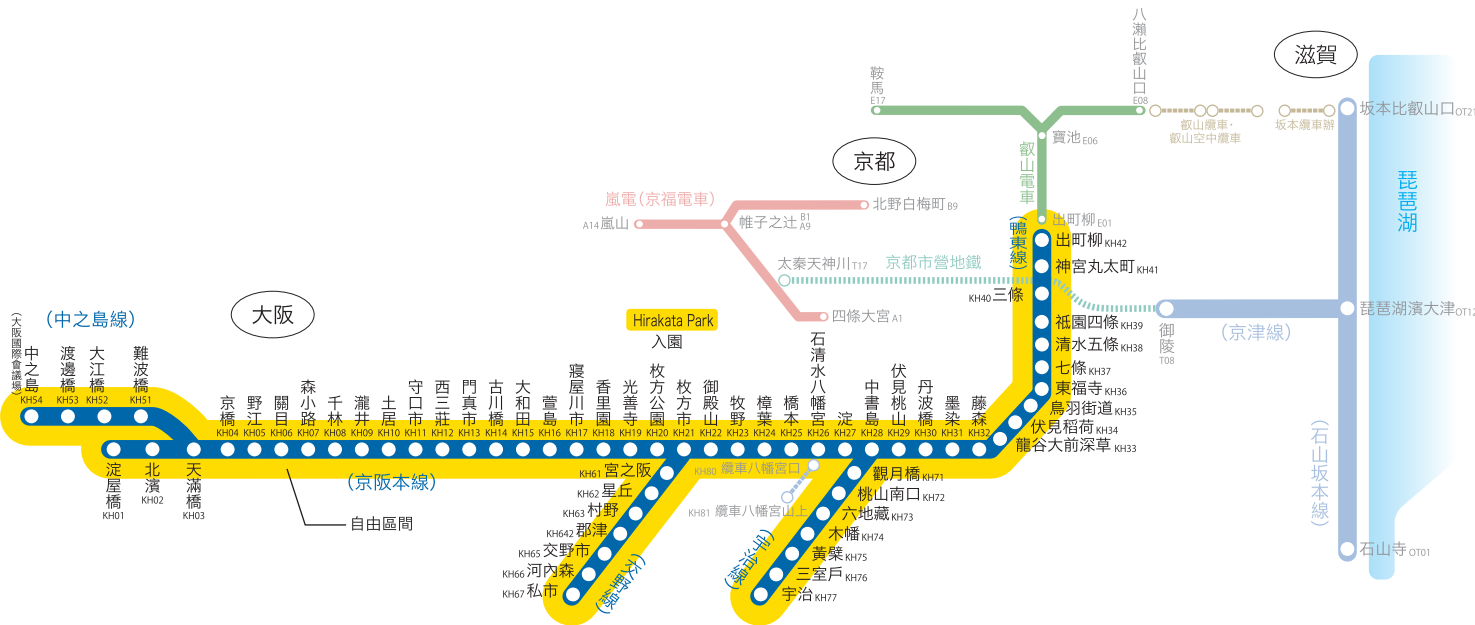 八瀨比叡山口
E08
滋賀
鞍馬
E17
坂本比叡山口 OT21
叡山纜車・
叡山空中纜車
坂本纜車
寶池 E06
叡山電車
京都
琵琶湖
嵐電(京福電車)
北野白梅町 B9
A14 嵐山
帷子之辻 B1
A9
出町柳 E01
(鴨東線)
出町柳 KH42
太秦天神川 T17
京都市營地鐵
神宮丸太町 KH41
KH40 三條
大阪
(中之島線)
Hirakata Park
入園
四條大宮 A1
祇園四條 KH39
清水五條 KH38
七條 KH37
東福寺 KH36
鳥羽街道 KH35
伏見稻荷 KH34
龍谷大前深草 KH33
御陵
T08
(京津線)
琵琶湖濱大津 OT12
(石山坂本線)
石山寺 OT01
(大阪國際會議場)
中之島
KH54
渡邊橋
KH53
大江橋
KH52
難波橋
KH51
京橋
KH04
野江
KH05
關目
KH06
森小路
KH07
千林
KH08
瀧井
KH09
土居
KH10
守口市
KH11
西三莊
KH12
門真市
KH13
古川橋
KH14
大和田
KH15
萱島
KH16
寢屋川市
KH17
香里園
KH18
光善寺
KH19
枚方公園
KH20
枚方市
KH21
御殿山
KH22
牧野
KH23
樟葉
KH24
橋本
KH25
石清水八幡宮
KH26
淀
KH27
中書島
KH28
伏見桃山
KH29
丹波橋
KH30
墨染
KH31
藤森
KH32
淀屋橋
KH01
北濱
KH02
天滿橋
KH03
(京阪本線)
自由區間
KH61 宮之阪
KH62 星丘
KH63 村野
KH642 郡津
KH65 交野市
KH66 河內森
KH67 私市
(交野線)
KH80 纜車八幡宮口
KH81 纜車八幡宮山上
觀月橋 KH71
桃山南口 KH72
六地藏 KH73
木幡 KH74
黃檗 KH75
三室戶 KH76
宇治 KH77
(宇治線)